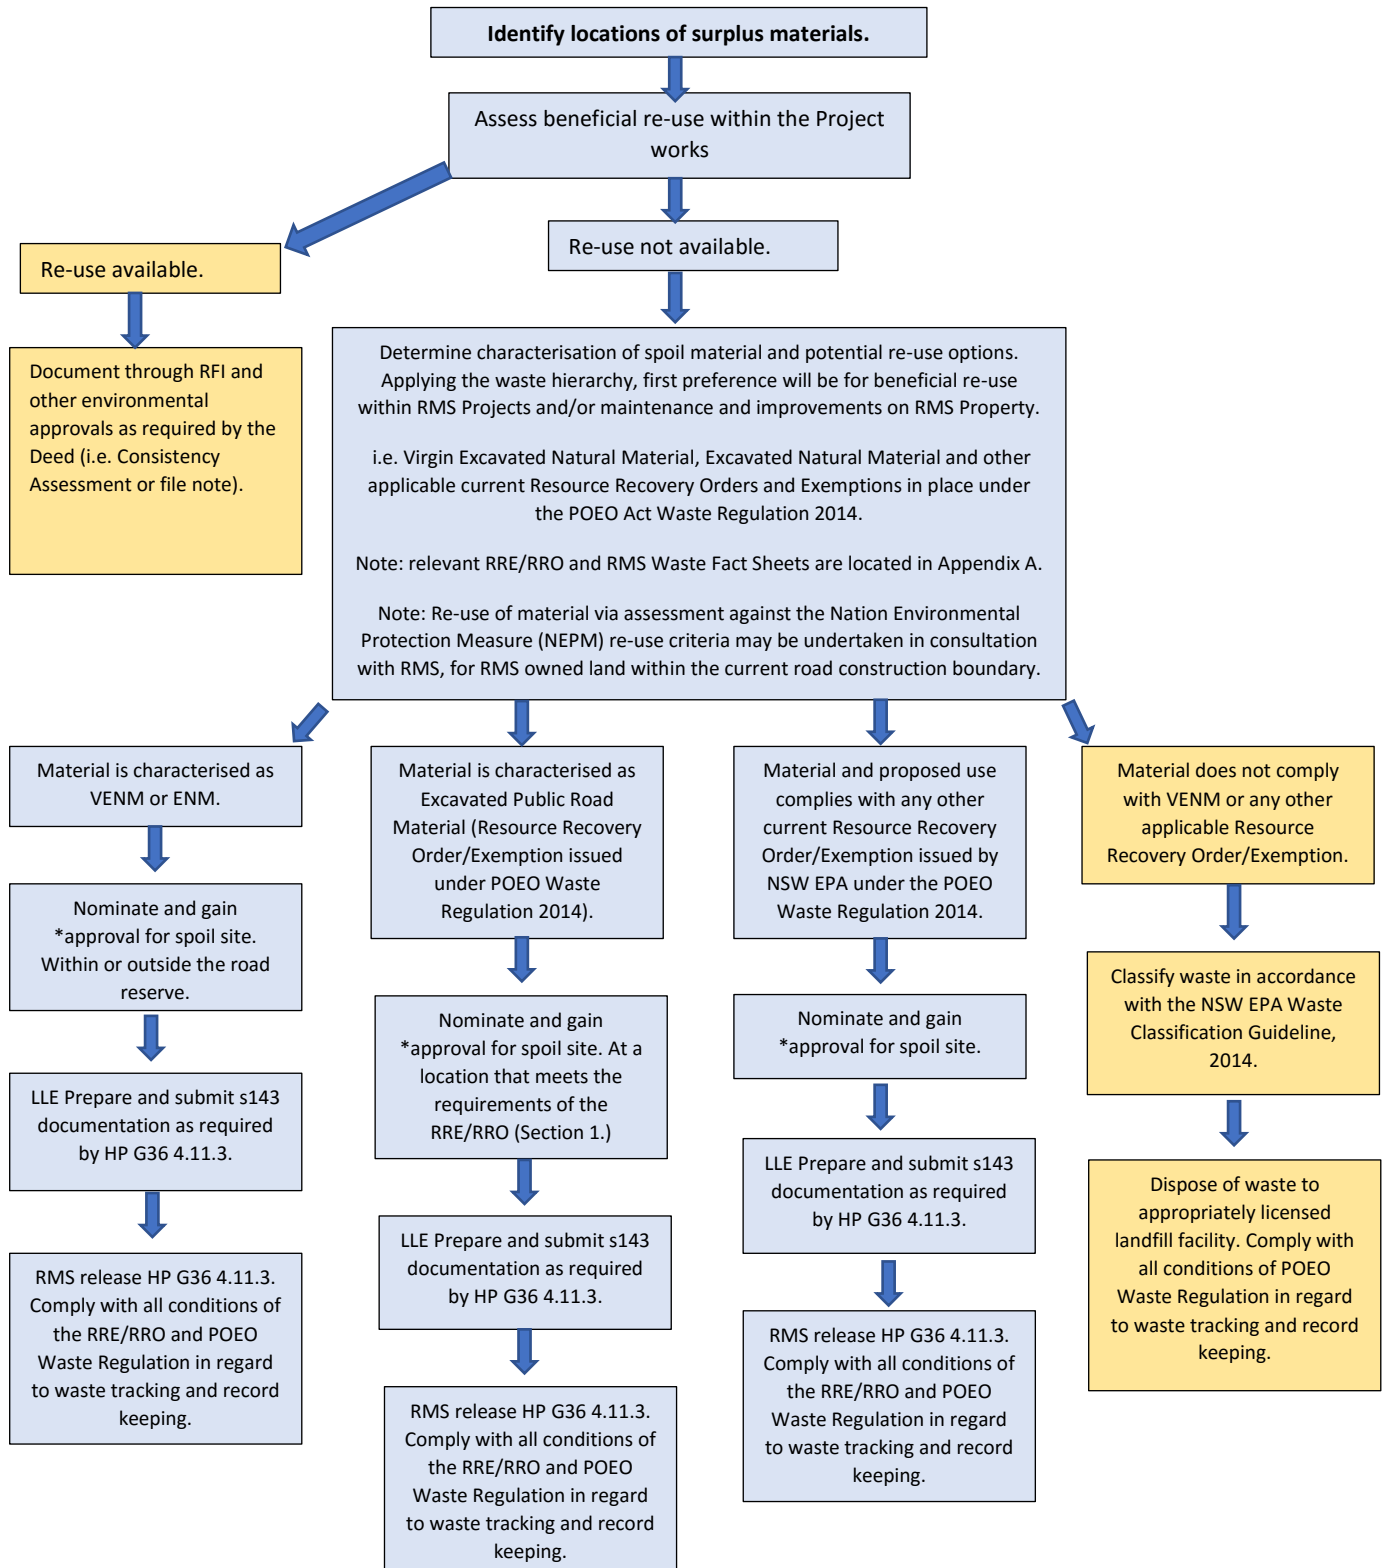 Identify locations of surplus materials.
Assess beneficial re-use within the Project
works
Re-use not available.
Re-use available.
Document through RFI and
other environmental
approvals as required by the
Deed (i.e. Consistency
Assessment or file note).
Determine characterisation of spoil material and potential re-use options.
Applying the waste hierarchy, first preference will be for beneficial re-use
within RMS Projects and/or maintenance and improvements on RMS Property.
i.e. Virgin Excavated Natural Material, Excavated Natural Material and other
applicable current Resource Recovery Orders and Exemptions in place under
the POEO Act Waste Regulation 2014.
Note: relevant RRE/RRO and RMS Waste Fact Sheets are located in Appendix A.
Note: Re-use of material via assessment against the Nation Environmental
Protection Measure (NEPM) re-use criteria may be undertaken in consultation
with RMS, for RMS owned land within the current road construction boundary.
Material is characterised as
VENM or ENM.
Nominate and gain
*approval for spoil site.
Within or outside the road
reserve.
LLE Prepare and submit s143
documentation as required
by HP G36 4.11.3.
RMS release HP G36 4.11.3.
Comply with all conditions of
the RRE/RRO and POEO
Waste Regulation in regard
to waste tracking and record
keeping.
Material is characterised as
Excavated Public Road
Material (Resource Recovery
Order/Exemption issued
under POEO Waste
Regulation 2014).
Nominate and gain
*approval for spoil site. At a
location that meets the
requirements of the
RRE/RRO (Section 1.)
LLE Prepare and submit s143
documentation as required
by HP G36 4.11.3.
RMS release HP G36 4.11.3.
Comply with all conditions of
the RRE/RRO and POEO
Waste Regulation in regard
to waste tracking and record
keeping.
Material and proposed use
complies with any other
current Resource Recovery
Order/Exemption issued by
NSW EPA under the POEO
Waste Regulation 2014.
Nominate and gain
*approval for spoil site.
LLE Prepare and submit s143
documentation as required
by HP G36 4.11.3.
RMS release HP G36 4.11.3.
Comply with all conditions of
the RRE/RRO and POEO
Waste Regulation in regard
to waste tracking and record
keeping.
Material does not comply
with VENM or any other
applicable Resource
Recovery Order/Exemption.
Classify waste in accordance
with the NSW EPA Waste
Classification Guideline,
2014.
Dispose of waste to
appropriately licensed
landfill facility. Comply with
all conditions of POEO
Waste Regulation in regard
to waste tracking and record
keeping.